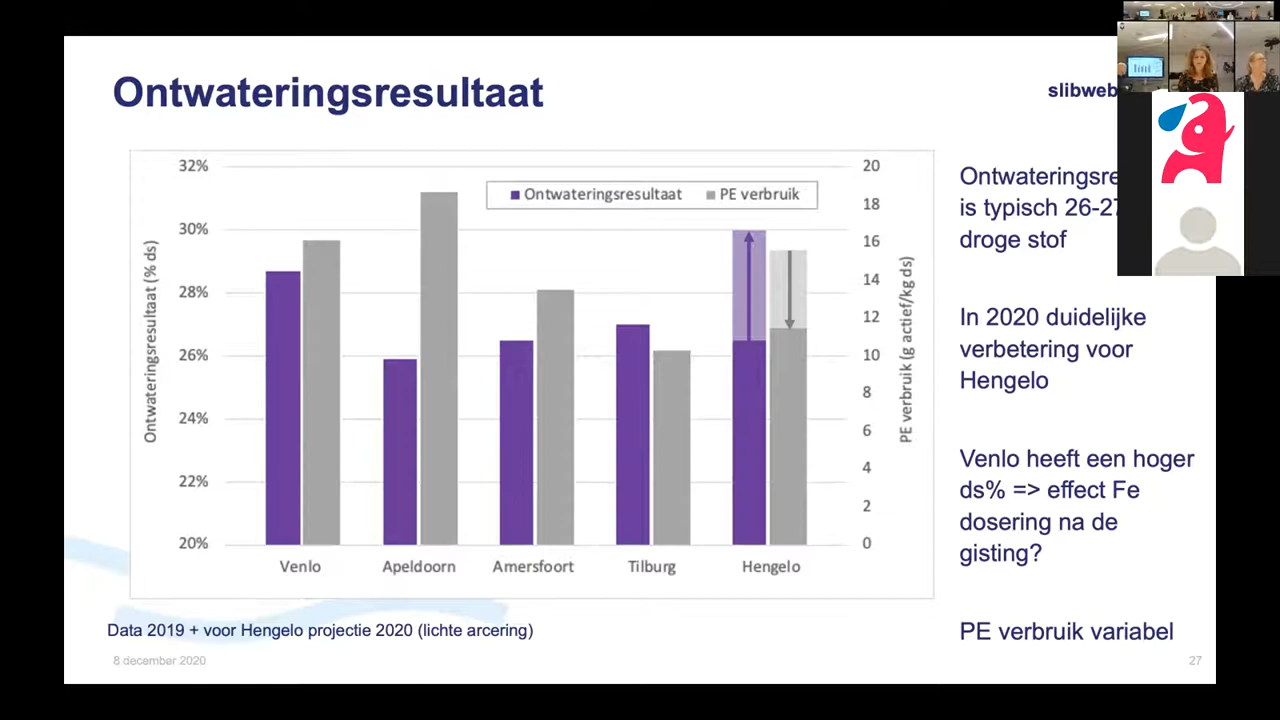 Ontwateringsresultaat
slibweb
32%
30%
28%
26%
24%
22%
20%
Ontwateringsresultaat (% ds)
Ontwateringsresultaat PE verbruik
20
18
16
14
12
10
8
6
4
2
0
PE verbruik (g actief/kg ds)
Venlo Apeldoorn Amersfoort Tilburg Hengelo
Ontwateringsre
is typisch 26-27
droge stof
In 2020 duidelijke
verbetering voor
Hengelo
Venlo heeft een hoger
ds% => effect Fe
dosering na de
gisting?
PE verbruik variabel
Data 2019 + voor Hengelo projectie 2020 (lichte arcering)
8 december 2020
27